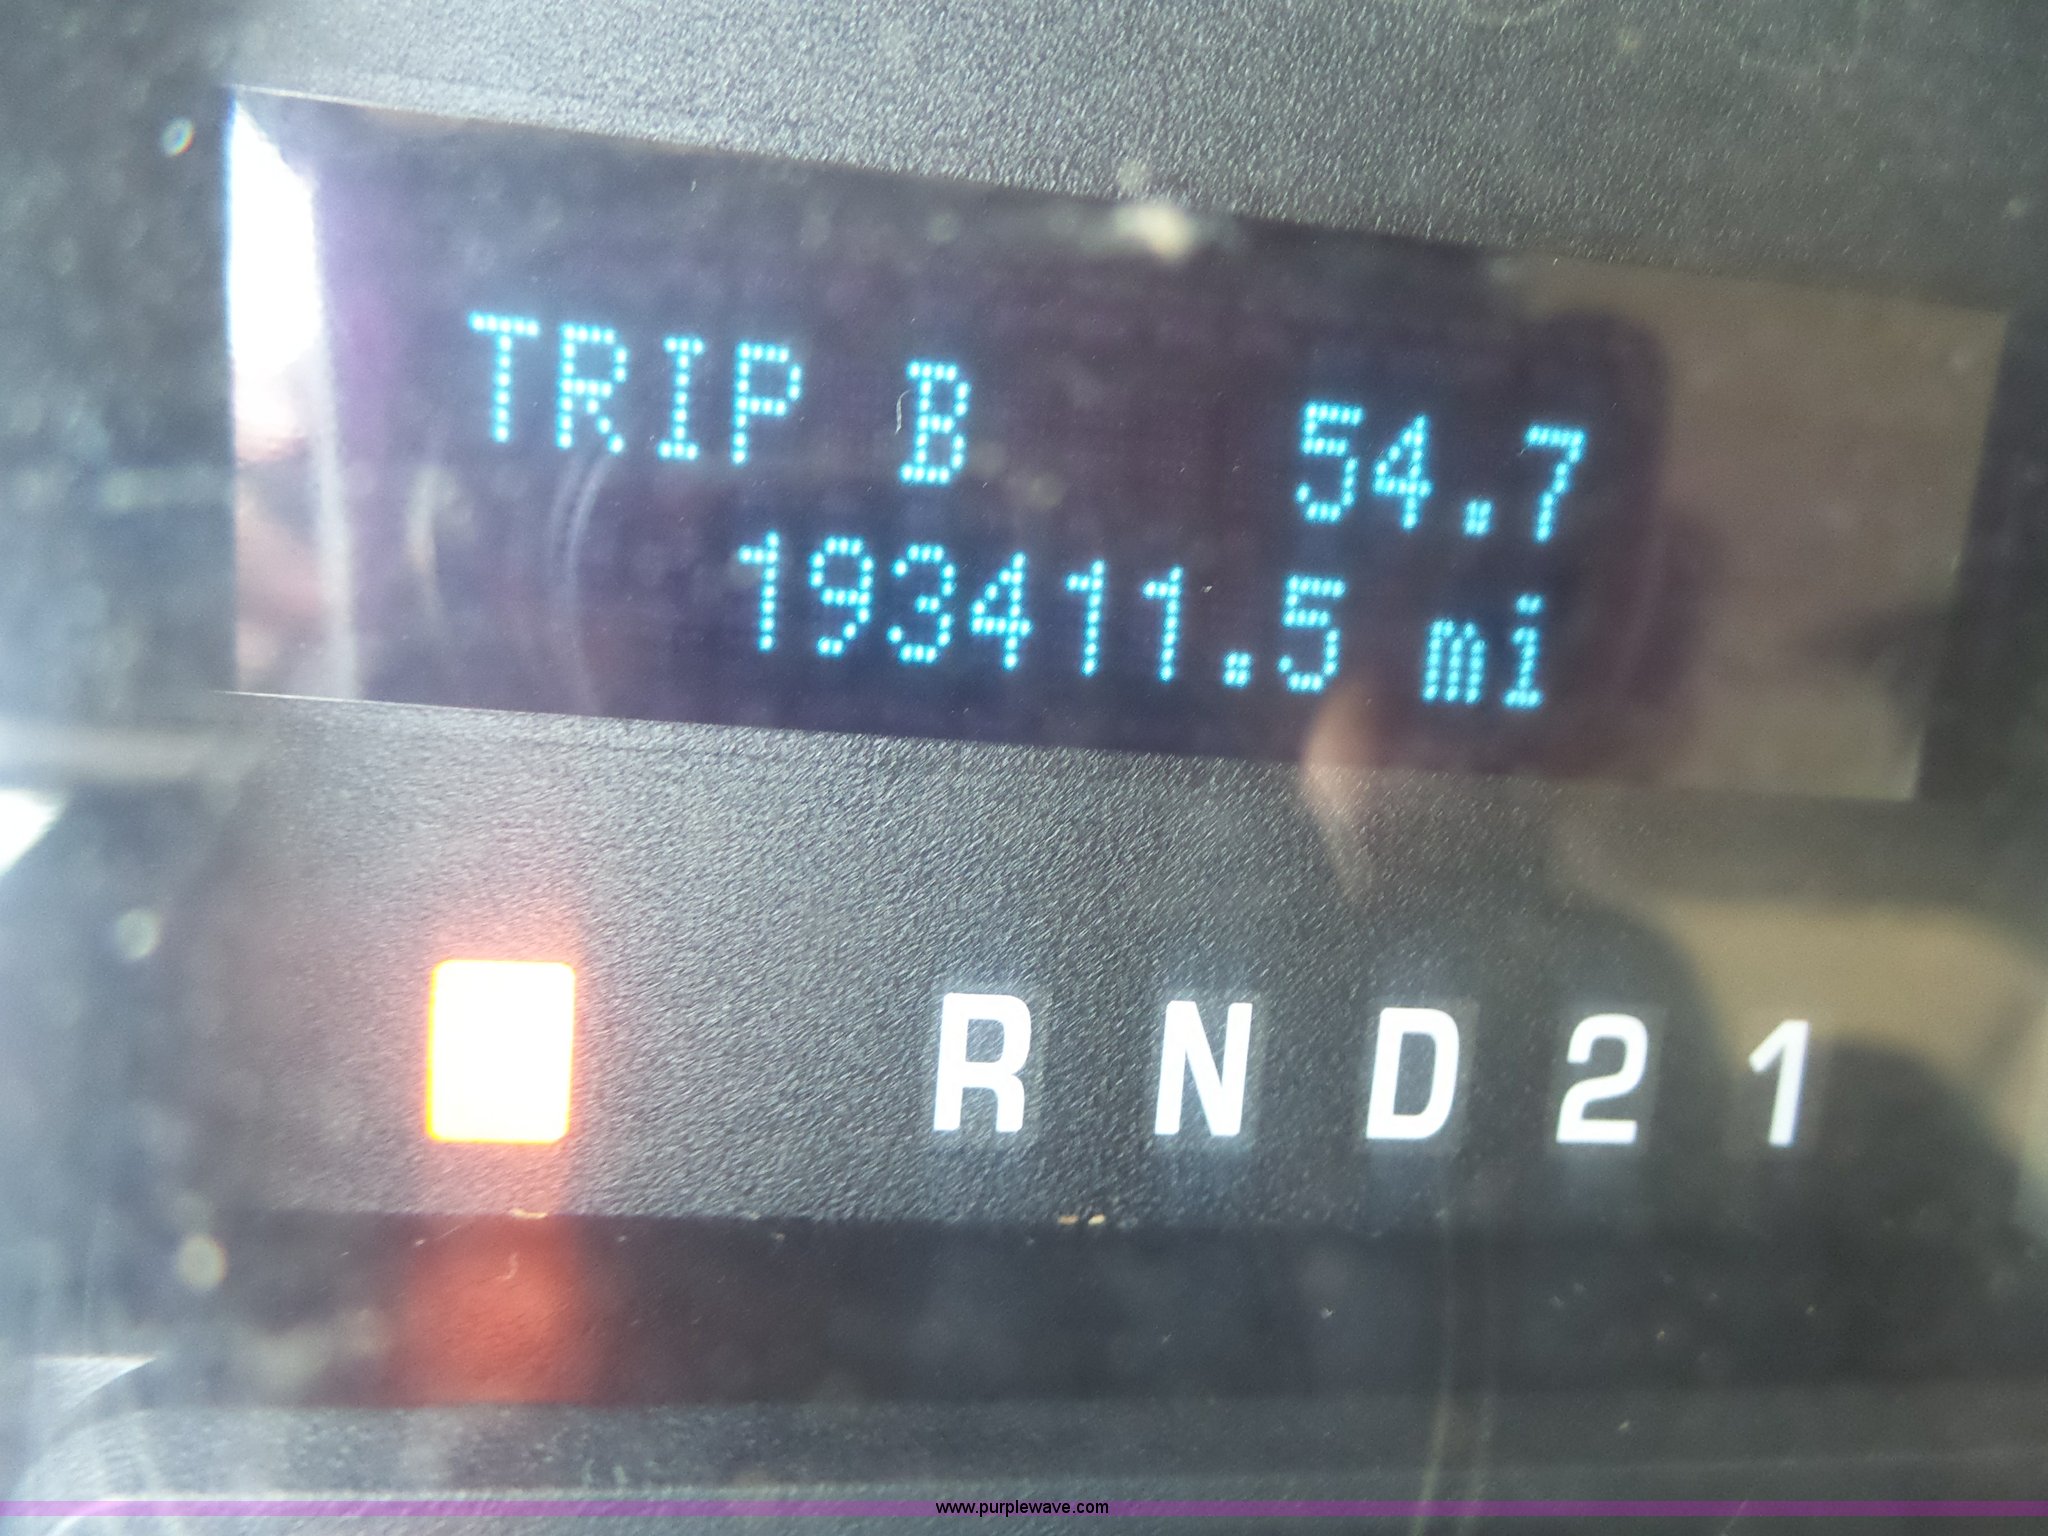 TRIP B 54.7
193411.5 mi
R N D 2 1
www.purplewave.com